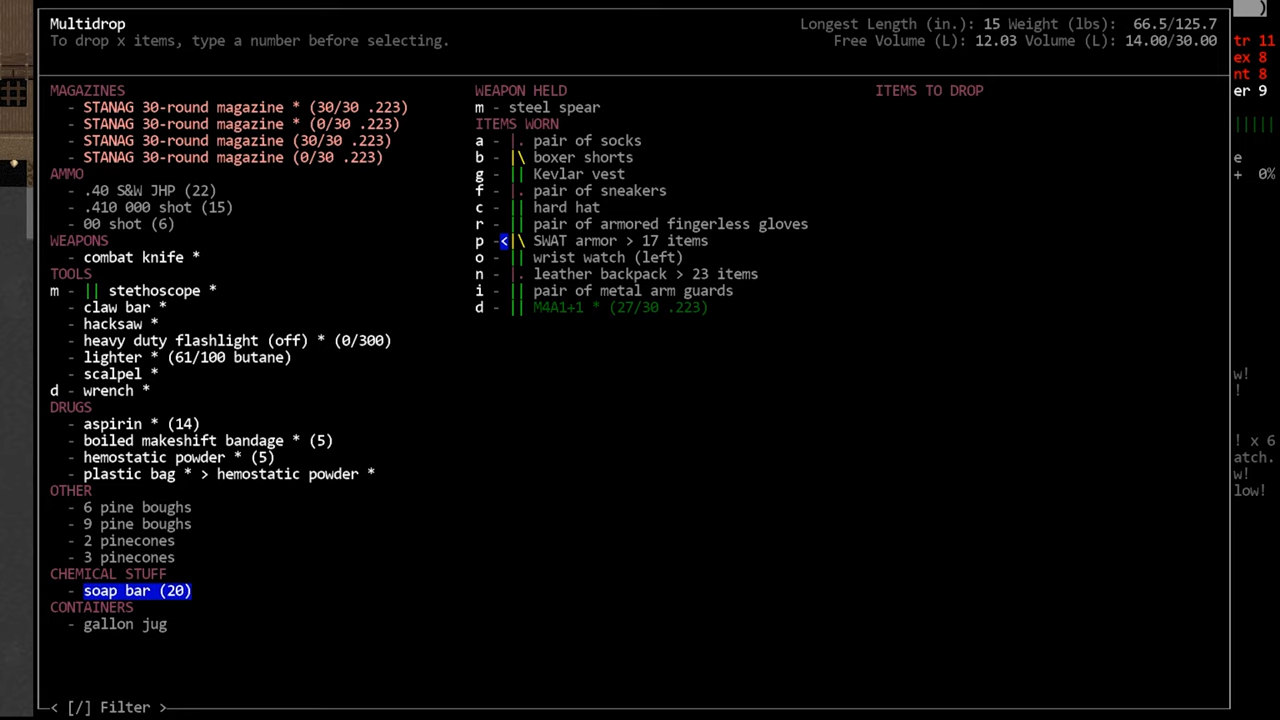 Multidrop
Longest Length (in.): 15 Weight (lbs): 66.5/125.7
To drop x items, type a number before selecting.
Free Volume (L): 12.03 Volume (L): 14.00/30.00
MAGAZINES
- STANAG 30-round magazine * (30/30 .223)
- STANAG 30-round magazine * (0/30 .223)
- STANAG 30-round magazine (30/30 .223)
- STANAG 30-round magazine (0/30 .223)
AMMO
- .40 S&W JHP (22)
- .410 000 shot (15)
- 00 shot (6)
WEAPONS
- combat knife *
TOOLS
m - || stethoscope *
- claw bar *
- hacksaw *
- heavy duty flashlight (off) * (0/300)
- lighter * (61/100 butane)
- scalpel *
d - wrench *
DRUGS
- aspirin * (14)
- boiled makeshift bandage * (5)
- hemostatic powder * (5)
- plastic bag * > hemostatic powder *
OTHER
- 6 pine boughs
- 9 pine boughs
- 2 pinecones
- 3 pinecones
CHEMICAL STUFF
- soap bar (20)
CONTAINERS
- gallon jug
WEAPON HELD
m - steel spear
ITEMS WORN
a - |. pair of socks
b - |\ boxer shorts
g - || Kevlar vest
f - |. pair of sneakers
c - || hard hat
r - || pair of armored fingerless gloves
p -<|\ SWAT armor > 17 items
o - || wrist watch (left)
n - |. leather backpack > 23 items
i - || pair of metal arm guards
d - || M4A1+1 * (27/30 .223)
ITEMS TO DROP
< [/] Filter >
)
tr 11
ex 8
nt 8
er 9
|||||
e
+ 0%
w!
!
! x 6
atch.
w!
low!